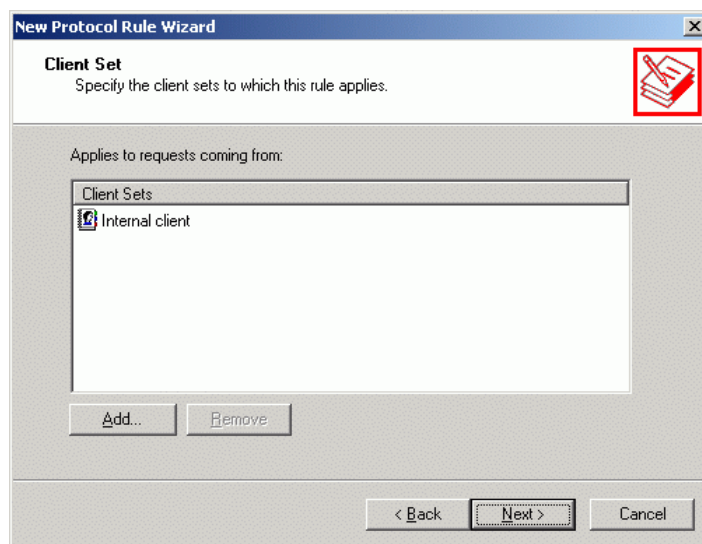 New Protocol Rule Wizard
Client Set
Specify the client sets to which this rule applies.
Applies to requests coming from:
Client Sets
Internal client
Add... Remove
< Back Next > Cancel